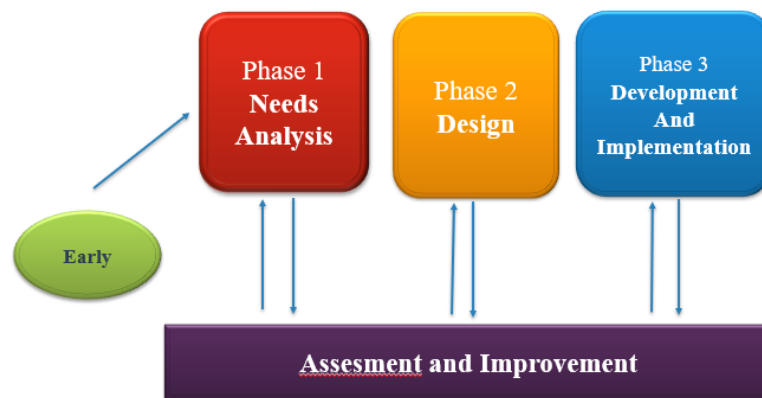 Phase 1
Needs
Analysis
Phase 2
Design
Phase 3
Development
And
Implementation
Early
Assesment and Improvement